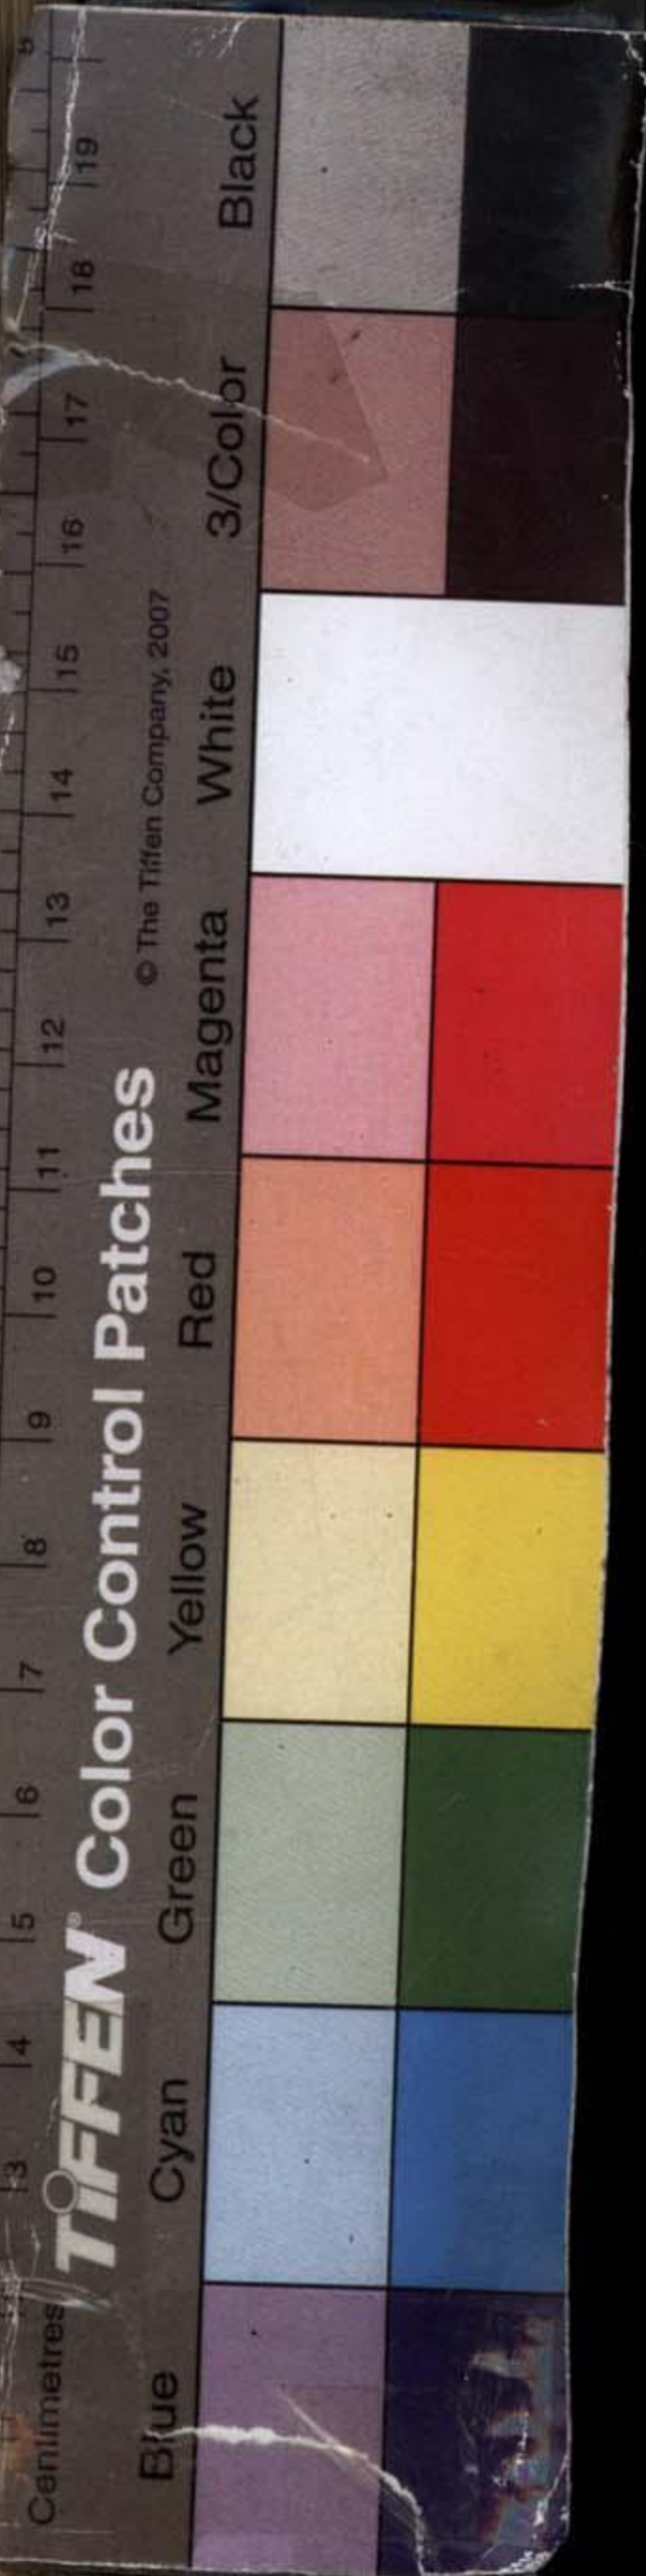 Centimetres
3 4 5 6 7 8 9 10 11 12 13 14 15 16 17 18 19
TIFFEN® Color Control Patches
© The Tiffen Company, 2007
Blue Cyan Green Yellow Red Magenta White 3/Color Black